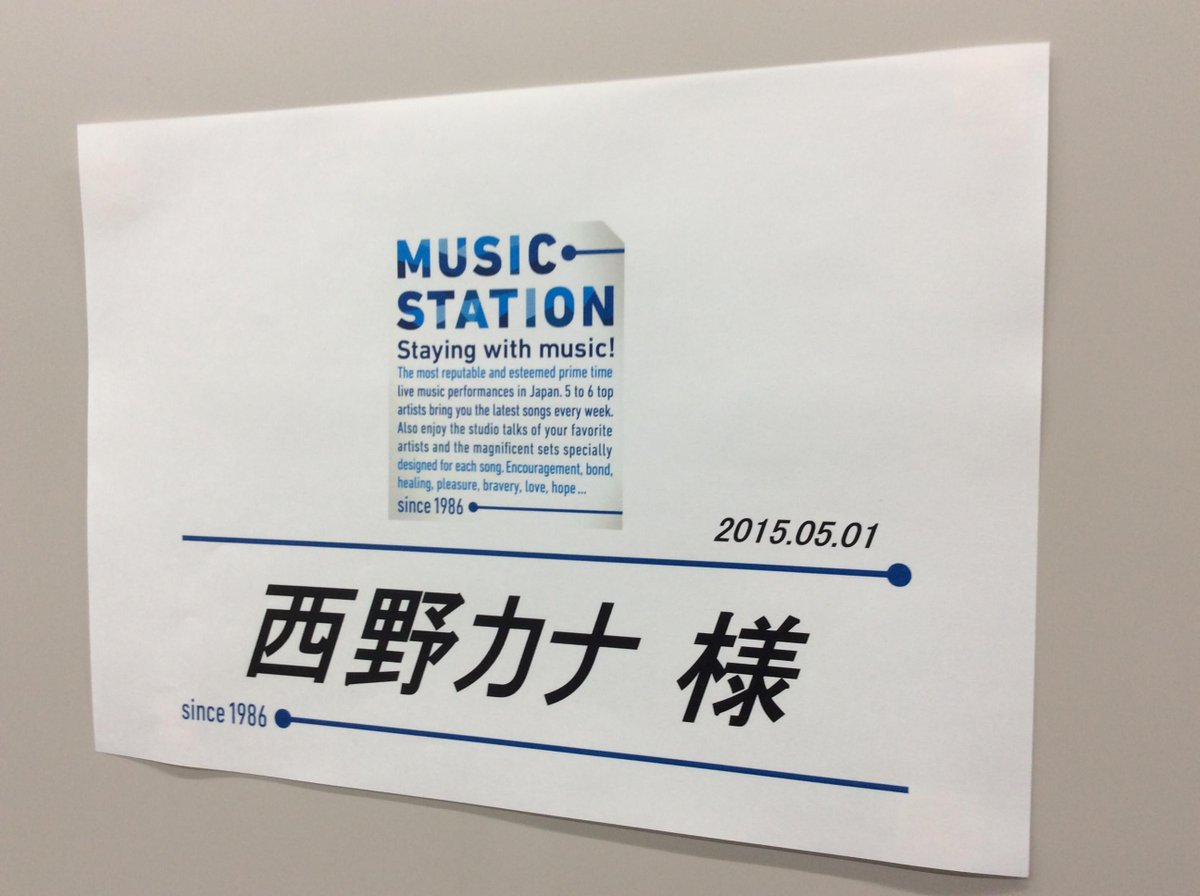 MUSIC
STATION
Staying with music!
The most reputable and esteemed prime time
live music performances in Japan. 5 to 6 top
artists bring you the latest songs every week.
Also enjoy the studio talks of your favorite
artists and the magnificent sets specially
designed for each song. Encouragement, bond,
healing, pleasure, bravery, love, hope ...
since 1986
2015.05.01
西野カナ 様
since 1986